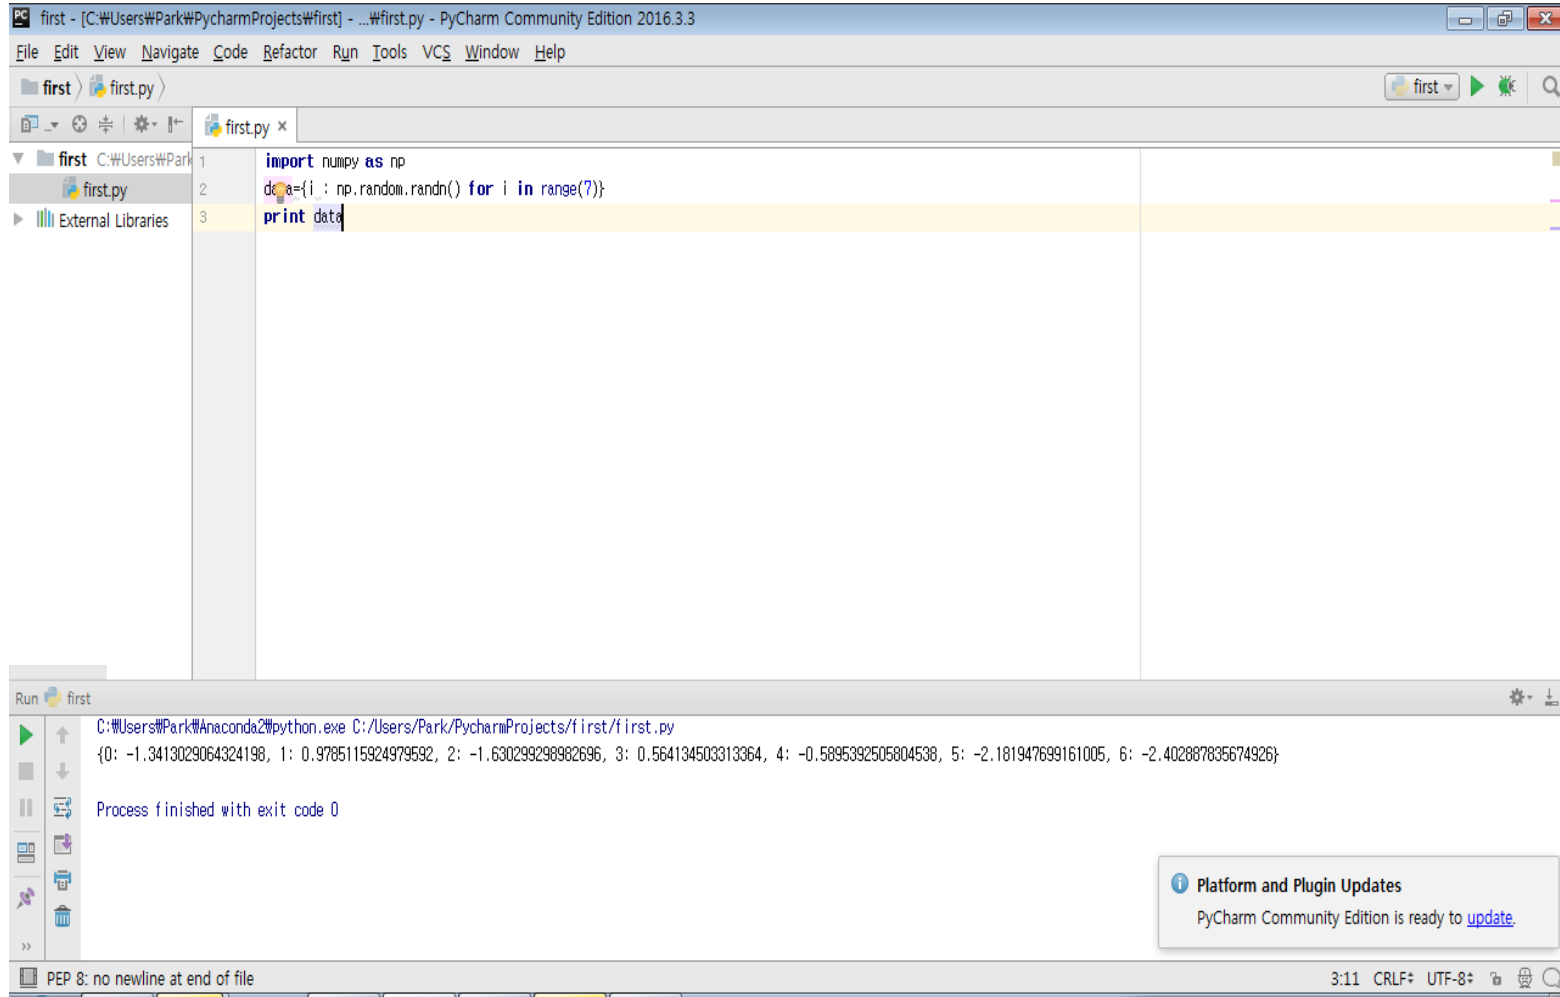 first - [C:₩Users₩Park₩PycharmProjects₩first] - ...₩first.py - PyCharm Community Edition 2016.3.3
File Edit View Navigate Code Refactor Run Tools VCS Window Help
first first.py
first
first.py
first C:₩Users₩Park
first.py
External Libraries
1 import numpy as np
2 data={i : np.random.randn() for i in range(7)}
3 print data
Run first
C:₩Users₩Park₩Anaconda2₩python.exe C:/Users/Park/PycharmProjects/first/first.py
{0: -1.3413029064324198, 1: 0.9785115924979592, 2: -1.630299298982696, 3: 0.564134503313364, 4: -0.5895392505804538, 5: -2.181947699161005, 6: -2.402887835674926}
Process finished with exit code 0
Platform and Plugin Updates
PyCharm Community Edition is ready to update.
PEP 8: no newline at end of file
3:11 CRLF UTF-8